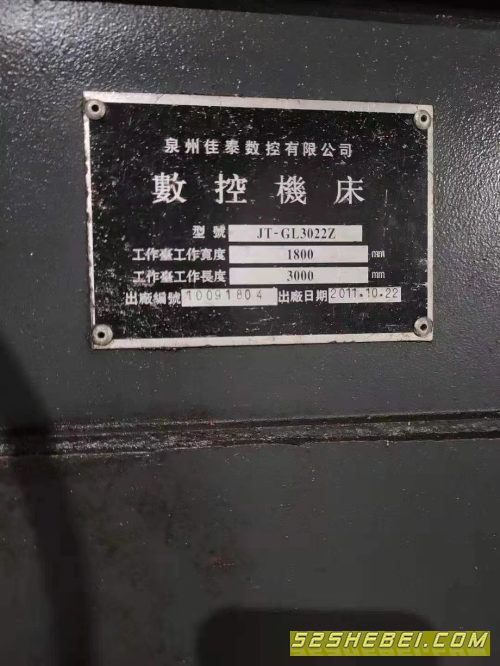 泉州佳泰数控有限公司
數控機床
型號 JT-GL3022Z
工作臺工作寬度 1800 mm
工作臺工作長度 3000 mm
出廠編號 10091804 出廠日期 2011.10.22
52SHEBEI.COM